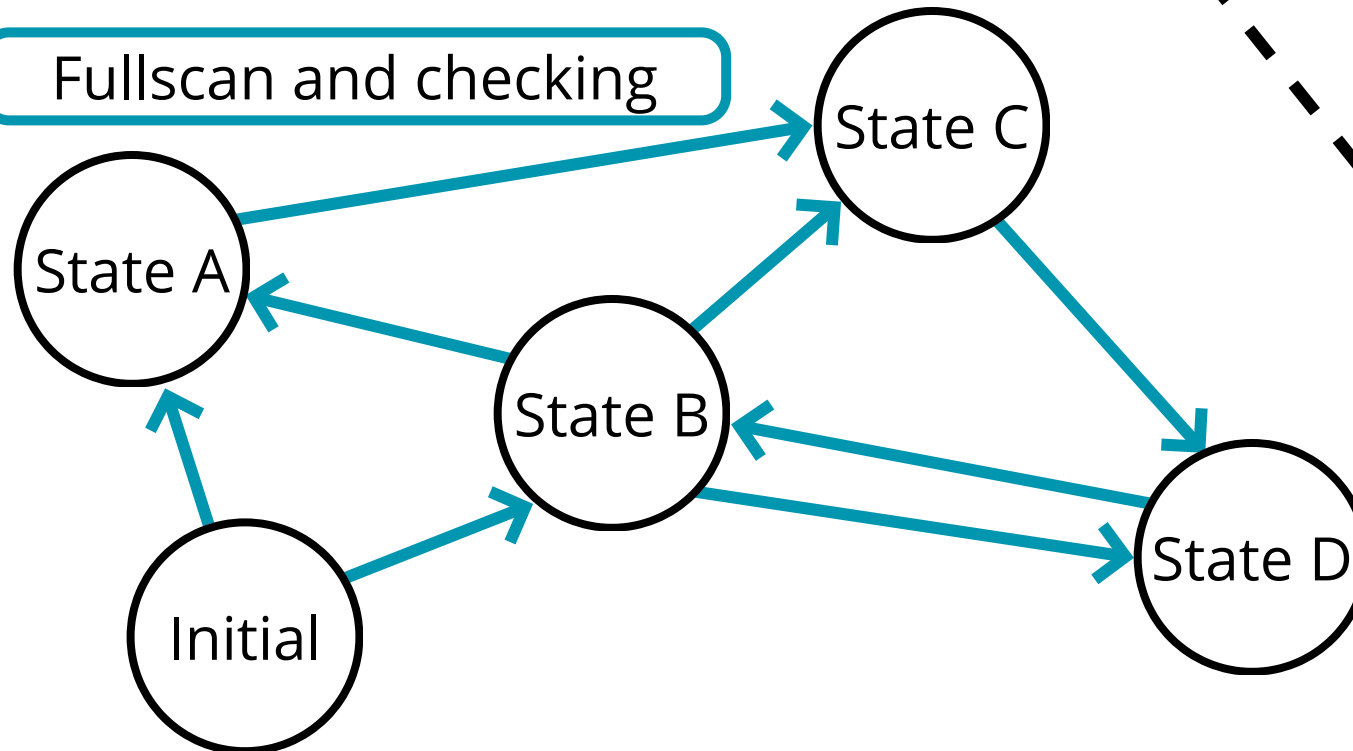 Fullscan and checking
State C
State A
State B
State D
Initial